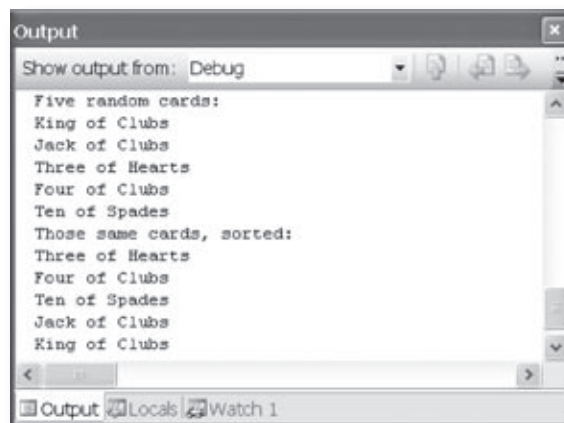 Output
Show output from: Debug
Five random cards:
King of Clubs
Jack of Clubs
Three of Hearts
Four of Clubs
Ten of Spades
Those same cards, sorted:
Three of Hearts
Four of Clubs
Ten of Spades
Jack of Clubs
King of Clubs
Output Locals Watch 1